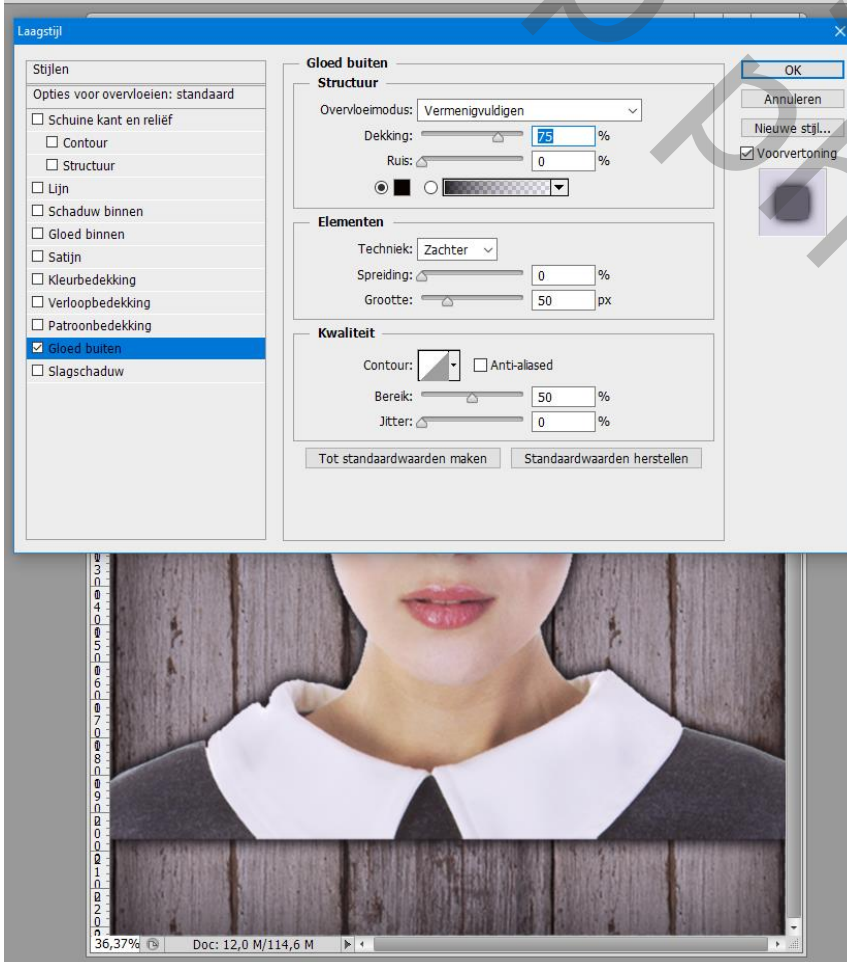 Laagstijl
Stijlen
Opties voor overvloeien: standaard
Schuine kant en reliëf
Contour
Structuur
Lijn
Schaduw binnen
Gloed binnen
Satijn
Kleurbedekking
Verloopbedekking
Patroonbedekking
Gloed buiten
Slagschaduw
Gloed buiten
Structuur
Overvloeimodus: Vermenigvuldigen
Dekking: 75 %
Ruis: 0 %
Elementen
Techniek: Zachter
Spreiding: 0 %
Grootte: 50 px
Kwaliteit
Contour: Anti-aliased
Bereik: 50 %
Jitter: 0 %
Tot standaardwaarden maken Standaardwaarden herstellen
OK
Annuleren
Nieuwe stijl...
Voorvertoning
36,37% Doc: 12,0 M/114,6 M